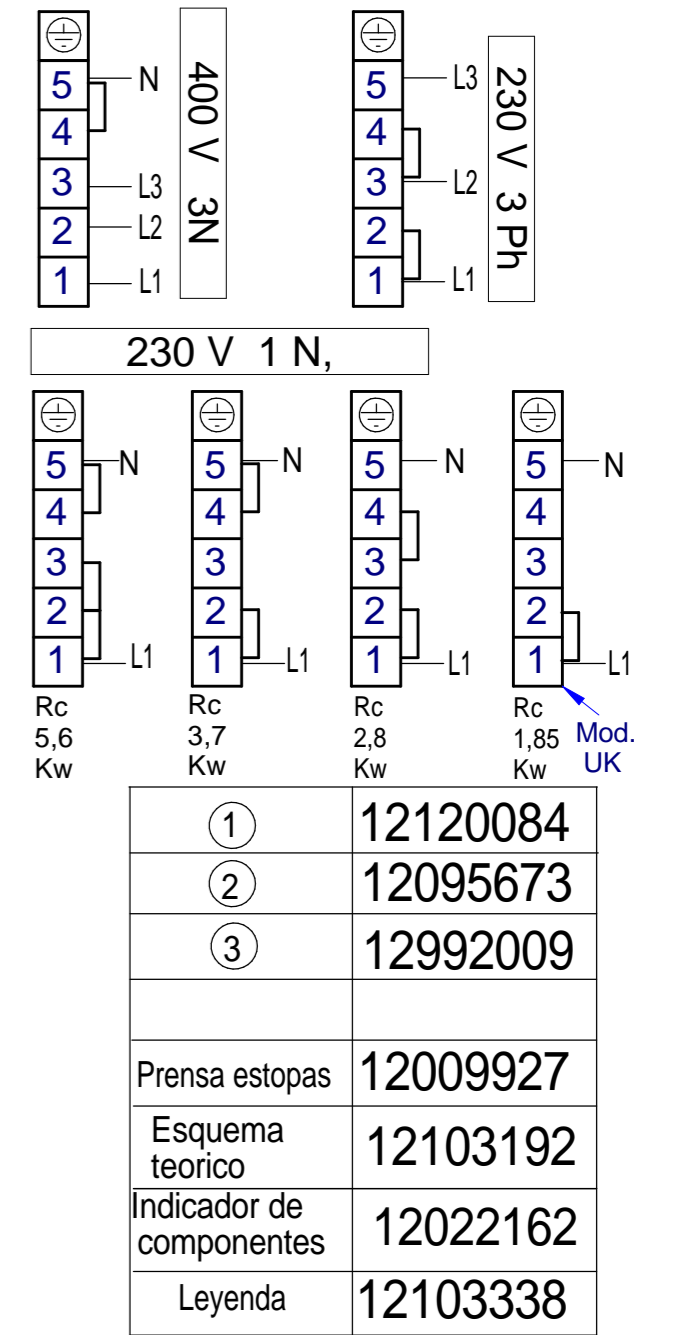 5
4
3
2
1
N
L3
L2
L1
400 V 3N
5
4
3
2
1
L3
L2
L1
230 V 3 Ph
230 V 1 N,
5
4
3
2
1
N
L1
Rc
5,6
Kw
5
4
3
2
1
N
L1
Rc
3,7
Kw
5
4
3
2
1
N
L1
Rc
2,8
Kw
5
4
3
2
1
N
L1
Rc
1,85
Kw
Mod.
UK
1 12120084
2 12095673
3 12992009
Prensa estopas 12009927
Esquema
teorico
12103192
Indicador de
componentes
12022162
Leyenda 12103338